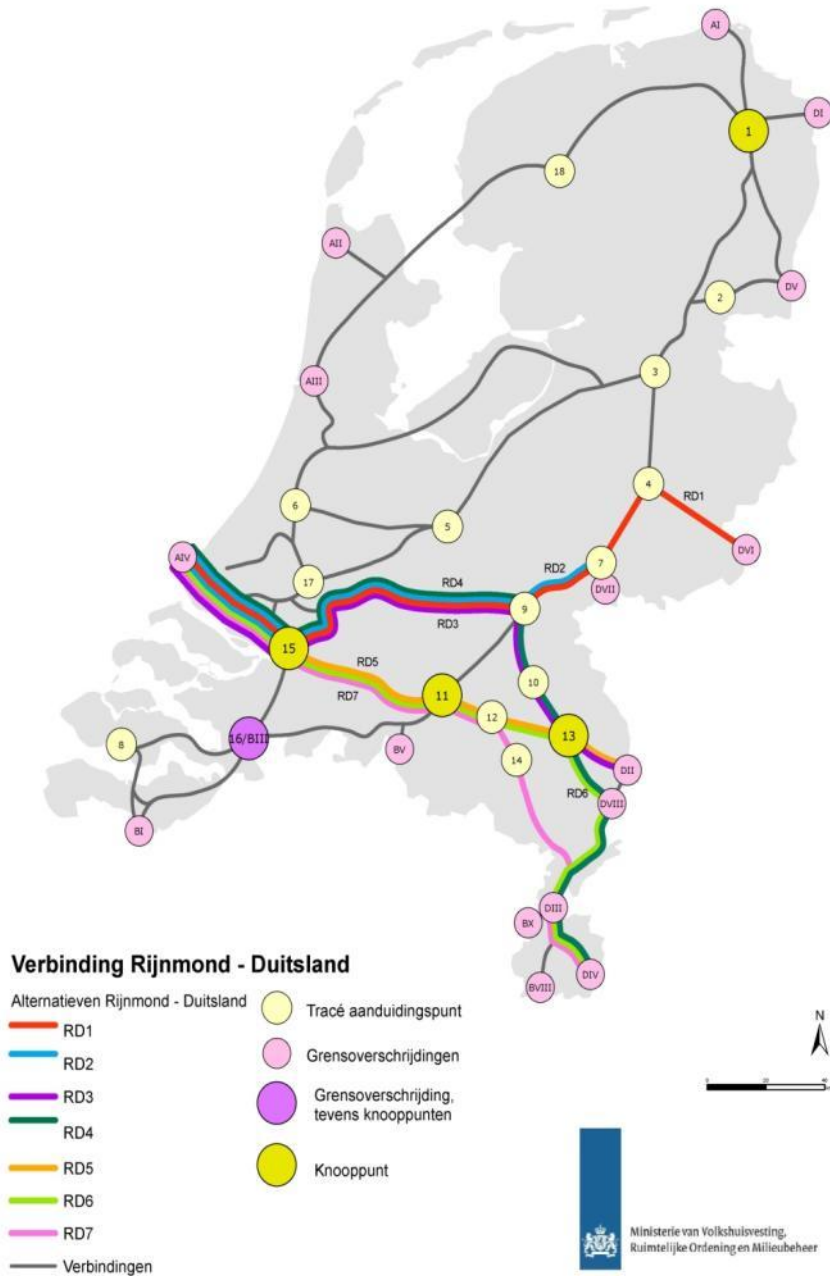 AI
DI
1
18
AII
DV
2
AIII
3
4
RD1
6
5
DVI
AIV
RD2
7
17
DVII
RD4
9
RD3
15
RD5
10
RD7
11
12
13
16/BIII
8
BV
14
DII
RD6
DVIII
BI
DIII
BX
DIV
BVIII
Verbinding Rijnmond - Duitsland
Alternatieven Rijnmond - Duitsland
RD1
RD2
RD3
RD4
RD5
RD6
RD7
Verbindingen
Tracé aanduidingspunt
Grensoverschrijdingen
Grensoverschrijding,
tevens knooppunten
Knooppunt
N
0 20 40
Ministerie van Volkshuisvesting,
Ruimtelijke Ordening en Milieubeheer